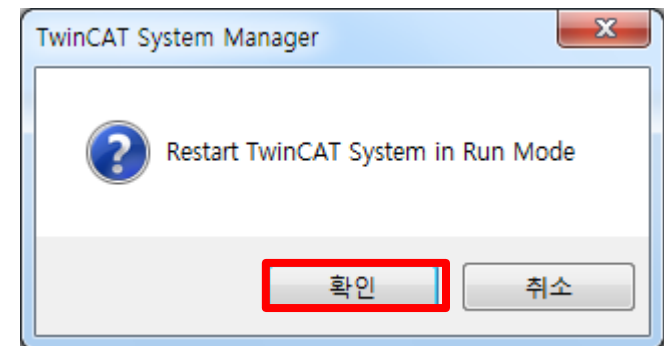 TwinCAT System Manager
Restart TwinCAT System in Run Mode
확인
취소